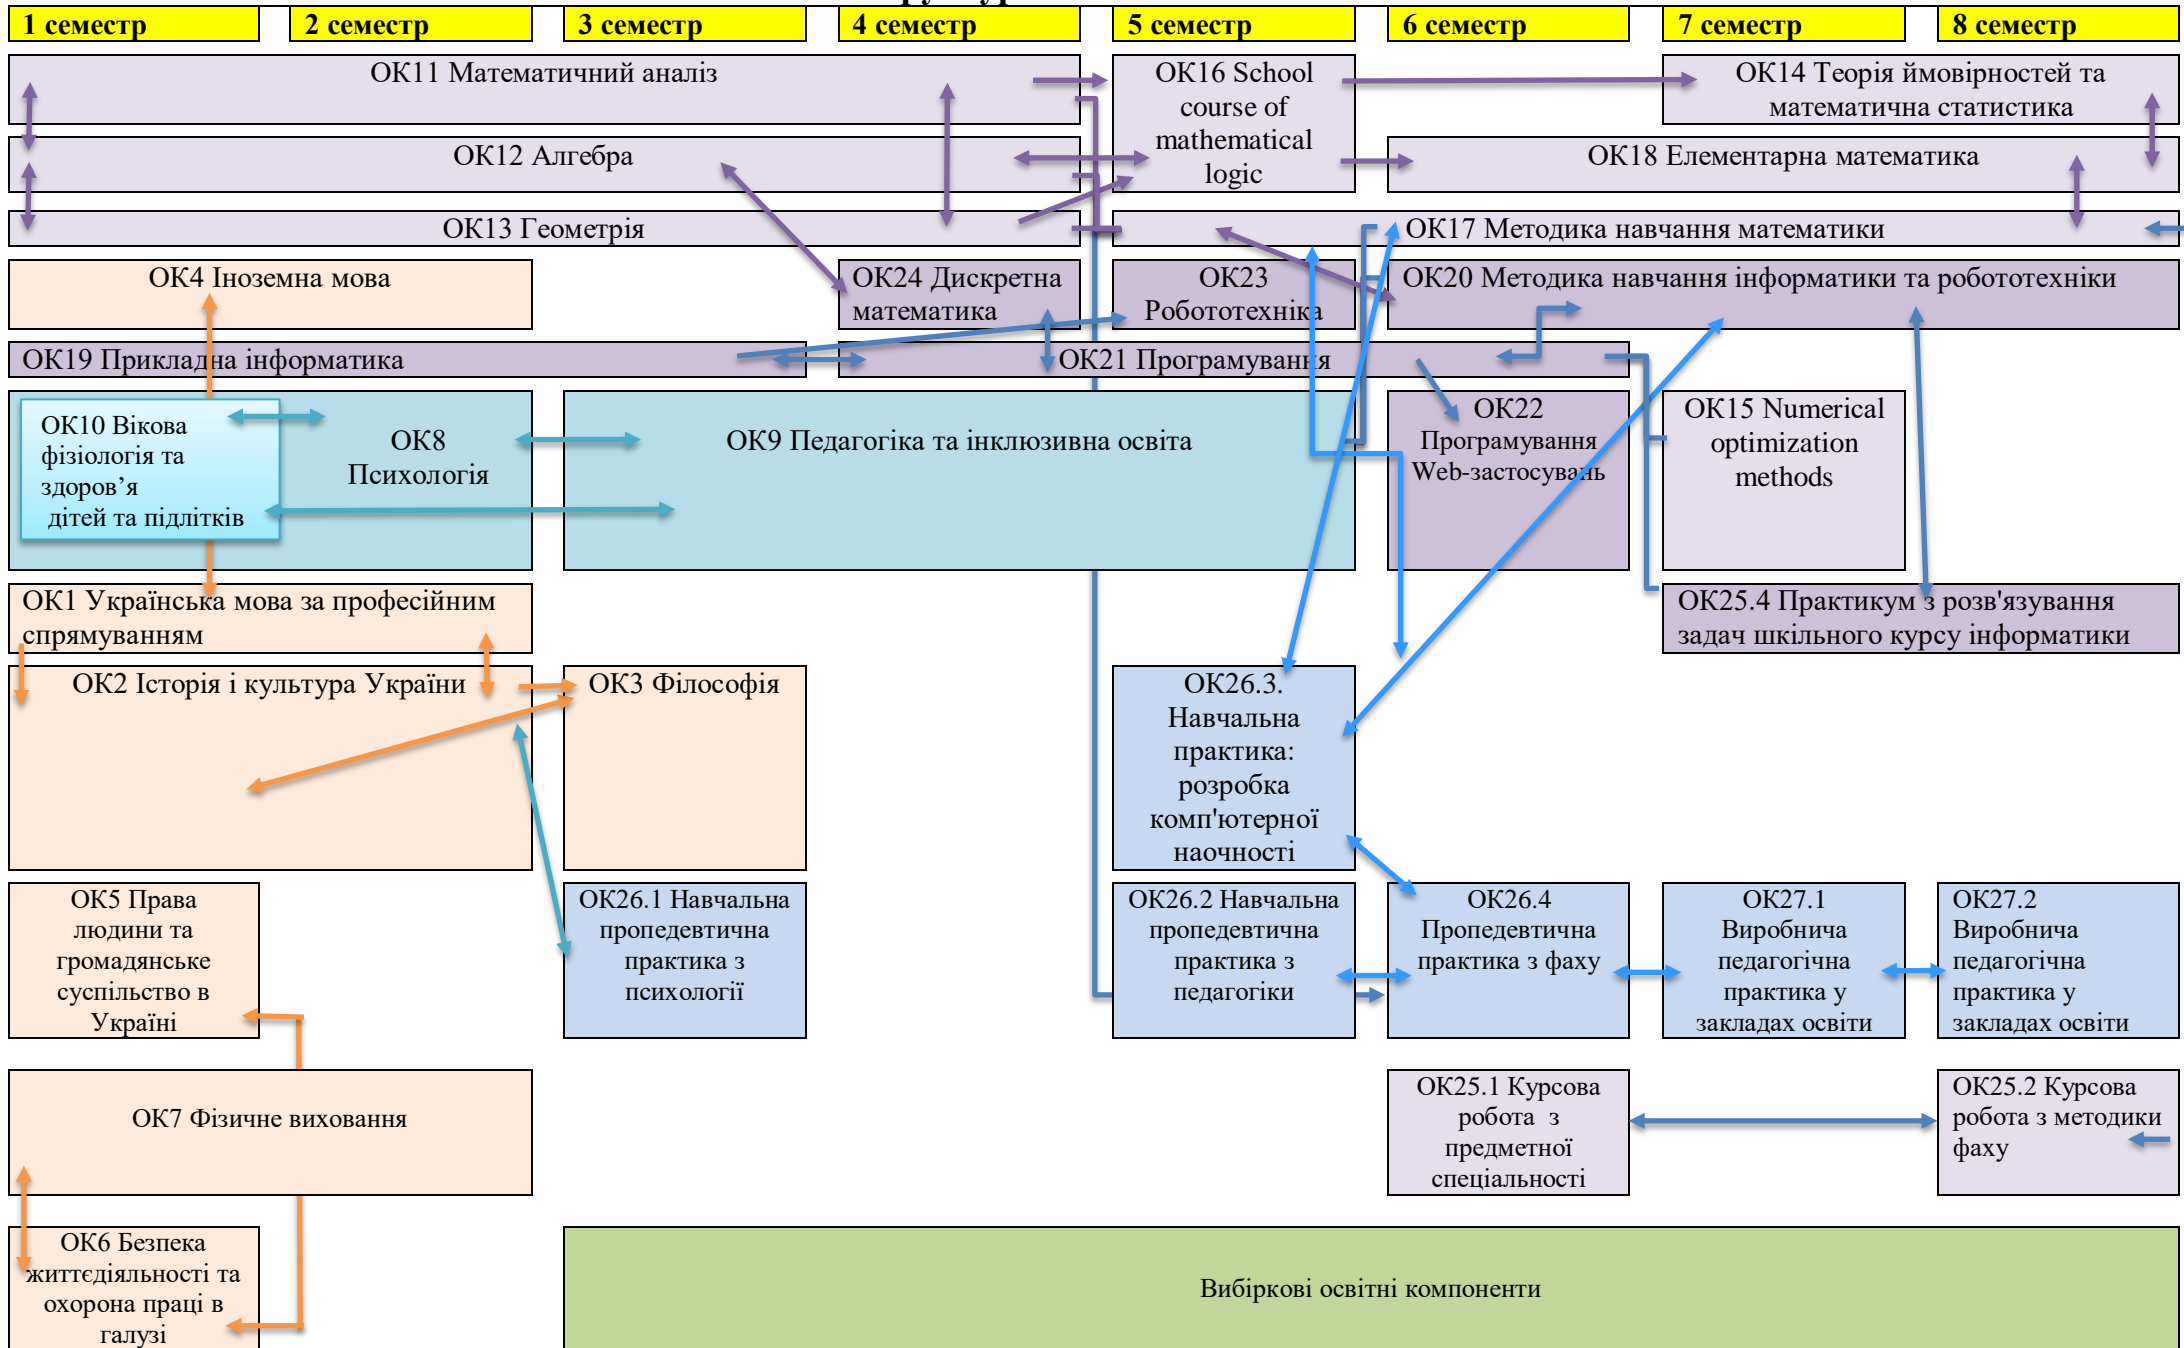 1 семестр
2 семестр
3 семестр
4 семестр
5 семестр
6 семестр
7 семестр
8 семестр
ОК11 Математичний аналіз
ОК16 School
course of
mathematical
logic
ОК14 Теорія ймовірностей та
математична статистика
ОК12 Алгебра
ОК18 Елементарна математика
ОК13 Геометрія
ОК17 Методика навчання математики
ОК4 Іноземна мова
ОК24 Дискретна
математика
ОК23
Робототехніка
ОК20 Методика навчання інформатики та робототехніки
ОК19 Прикладна інформатика
ОК21 Програмування
ОК10 Вікова
фізіологія та
здоров’я
дітей та підлітків
ОК8
Психологія
ОК9 Педагогіка та інклюзивна освіта
ОК22
Програмування
Web-застосувань
ОК15 Numerical
optimization
methods
ОК1 Українська мова за професійним
спрямуванням
ОК25.4 Практикум з розв'язування
задач шкільного курсу інформатики
ОК2 Історія і культура України
ОК3 Філософія
ОК26.3.
Навчальна
практика:
розробка
комп'ютерної
наочності
ОК5 Права
людини та
громадянське
суспільство в
Україні
ОК26.1 Навчальна
пропедевтична
практика з
психології
ОК26.2 Навчальна
пропедевтична
практика з
педагогіки
ОК26.4
Пропедевтична
практика з фаху
ОК27.1
Виробнича
педагогічна
практика у
закладах освіти
ОК27.2
Виробнича
педагогічна
практика у
закладах освіти
ОК7 Фізичне виховання
ОК25.1 Курсова
робота з
предметної
спеціальності
ОК25.2 Курсова
робота з методики
фаху
ОК6 Безпека
життєдіяльності та
охорона праці в
галузі
Вибіркові освітні компоненти